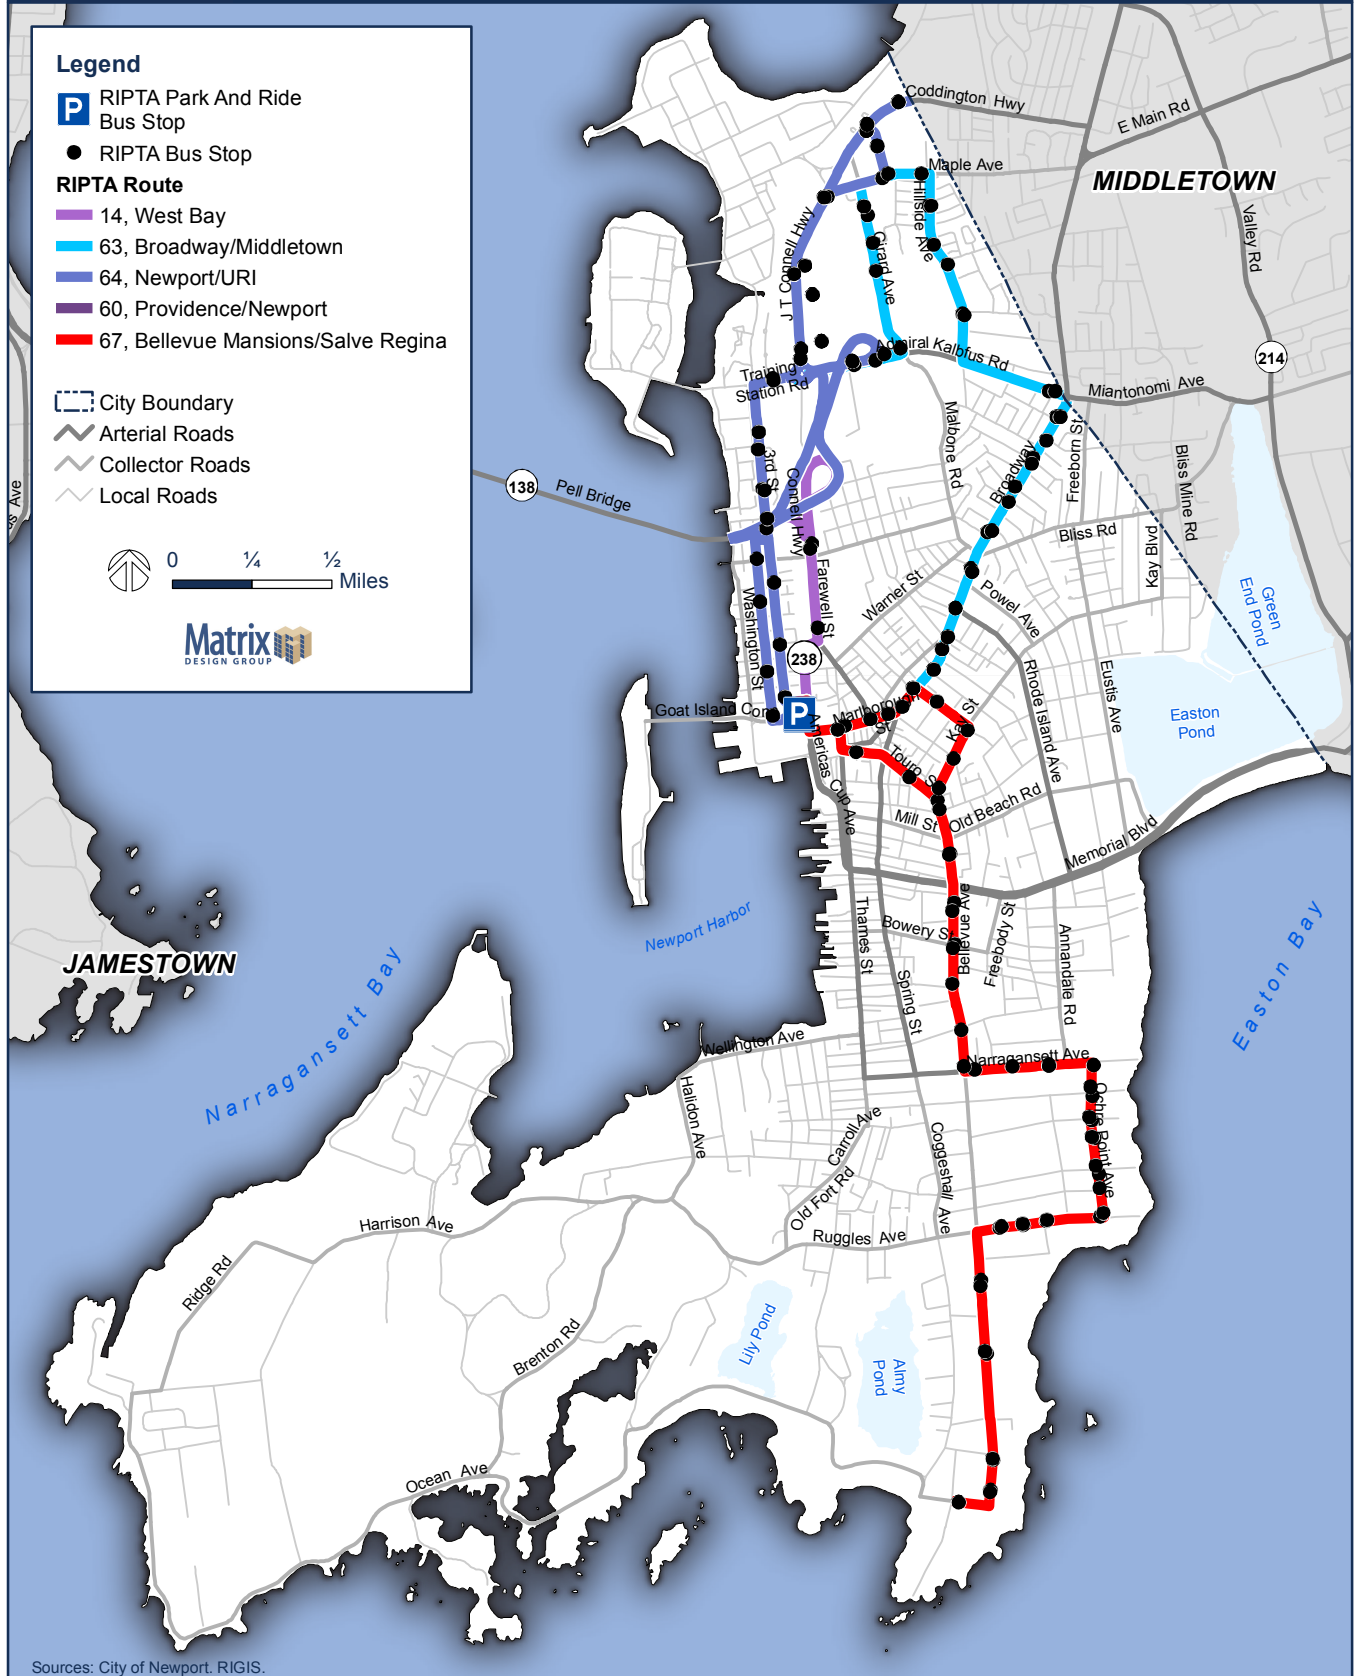 Legend
P
RIPTA Park And Ride
Bus Stop
RIPTA Bus Stop
RIPTA Route
14, West Bay
63, Broadway/Middletown
64, Newport/URI
60, Providence/Newport
67, Bellevue Mansions/Salve Regina
City Boundary
Arterial Roads
Collector Roads
Local Roads
0 ¼ ½
Miles
Matrix
DESIGN GROUP
Coddington Hwy
E Main Rd
Maple Ave
MIDDLETOWN
Hillside Ave
Valley Rd
J T Connell Hwy
Girard Ave
214
Admiral Kalbfus Rd
Training
Station Rd
Miantonomi Ave
Malbone Rd
Freeborn St
Broadway
Bliss Mine Rd
3rd St
Connell Hwy
138
Pell Bridge
Bliss Rd
Kay Blvd
Farewell St
Warner St
Powel Ave
Green
End Pond
Washington St
238
Rhode Island Ave
Eustis Ave
Goat Island Con
P
Marlborough
St
Kay St
Easton
Pond
Americas Cup Ave
Touro S
Mill St
Old Beach Rd
Memorial Blvd
Thames St
Bellevue Ave
Bowery St
Freebody St
Annandale Rd
Newport Harbor
JAMESTOWN
Narragansett Bay
Easton Bay
Spring St
Wellington Ave
Narragansett Ave
Halidon Ave
Carroll Ave
Coggeshall Ave
Ochre Point Ave
Old Fort Rd
Harrison Ave
Ruggles Ave
Ridge Rd
Brenton Rd
Lily Pond
Almy
Pond
Ocean Ave
Sources: City of Newport. RIGIS.